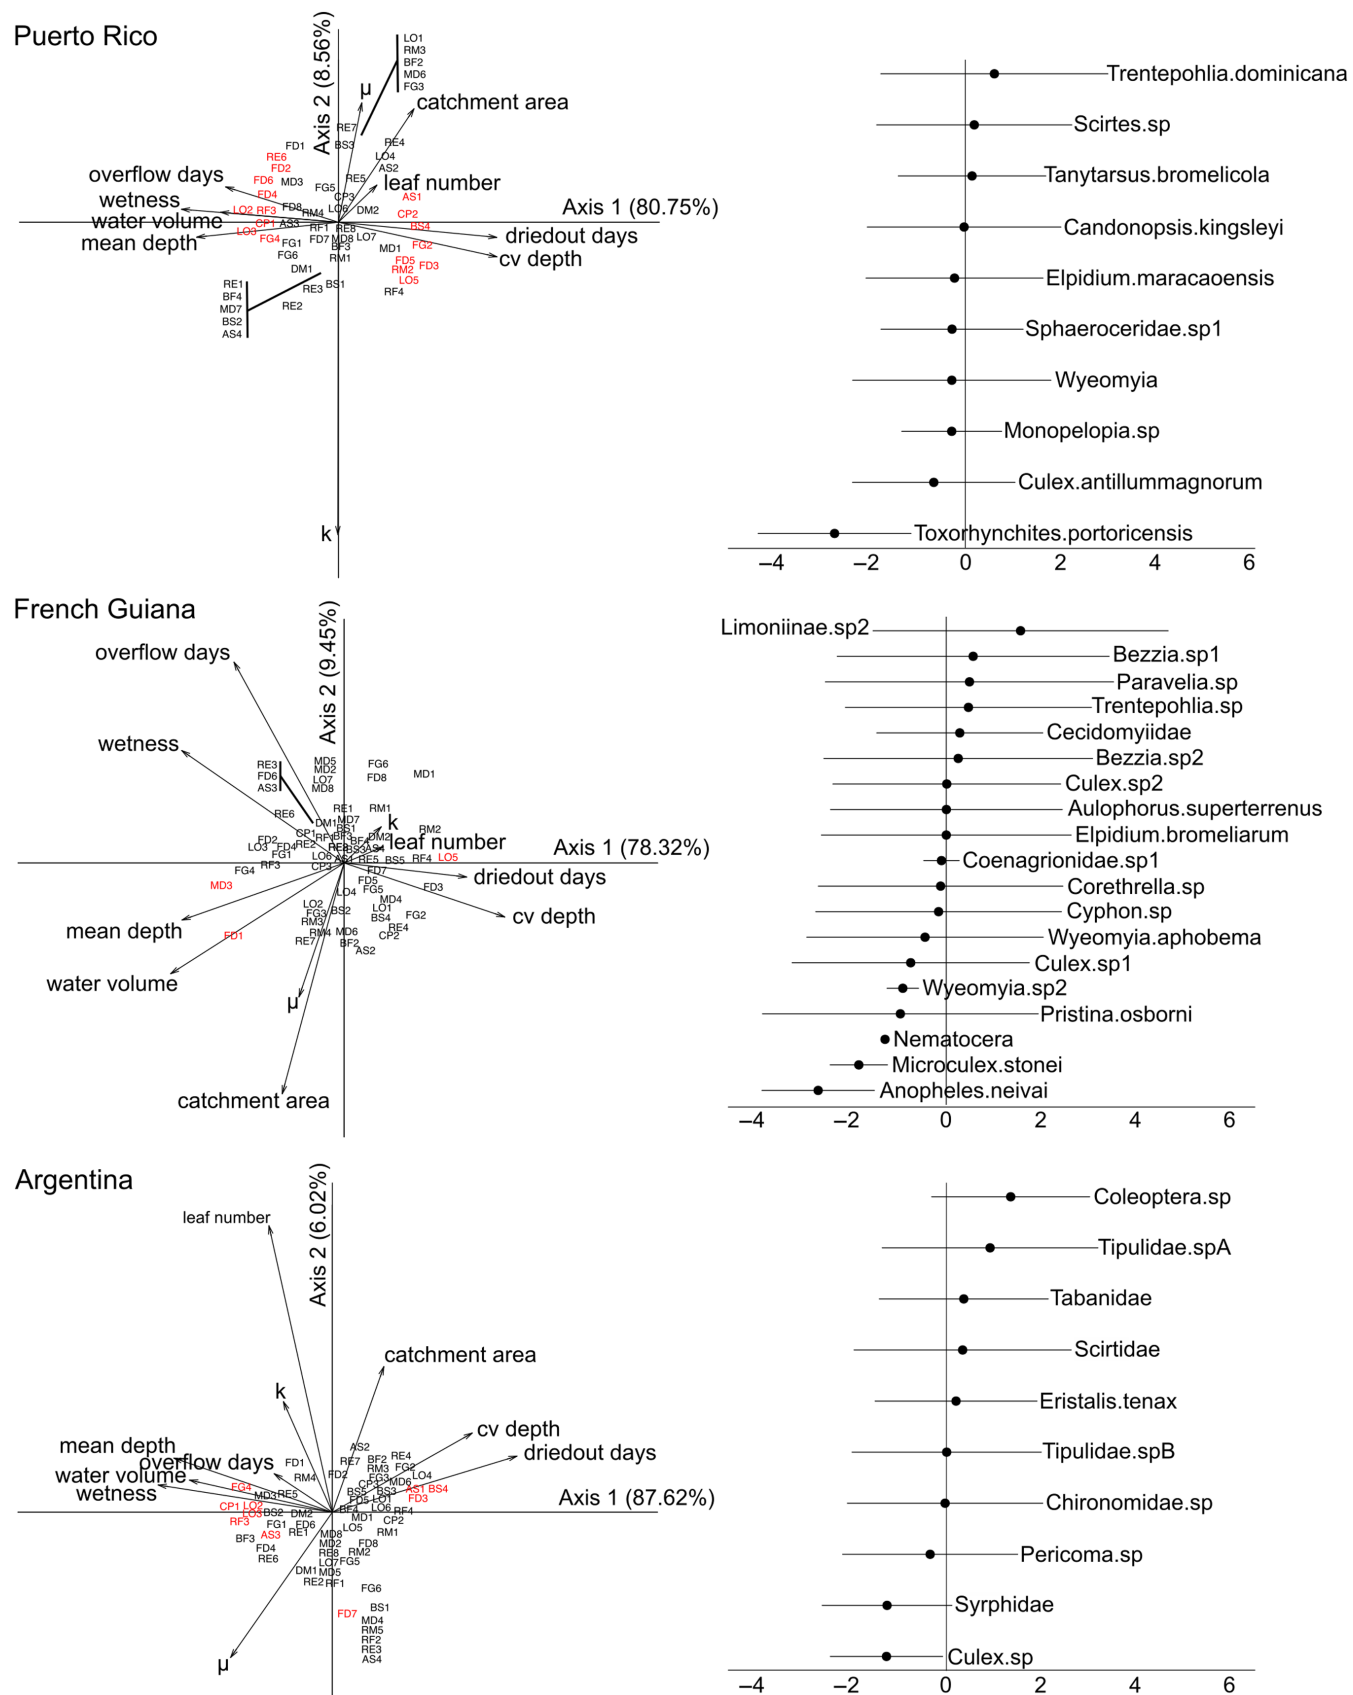 Puerto Rico
Axis 2 (8.56%)
LO1
RM3
BF2
MD6
FG3
μ
catchment area
RE7
FD1
BS3
RE4
RE6
LO4
FD2
AS2
overflow days
FD6
MD3
RE5
FG5
leaf number
wetness
FD4
CP3
AS1
Axis 1 (80.75%)
LO2 RF3
FD8
RM4
LO6
DM2
CP2
water volume
CP1
AS3
RF1
RE8
BS4
mean depth
LO3
FG4
FG1
FD7
MD8
LO7
driedout days
BF3
MD1
FG2
FG6
RM1
FD5
cv depth
DM1
RM2
FD3
RE1
RE3
BS1
LO5
BF4
RF4
MD7
RE2
BS2
AS4
k
Trentepohlia.dominicana
Scirtes.sp
Tanytarsus.bromelicola
Candonopsis.kingsleyi
Elpidium.maracaoensis
Sphaeroceridae.sp1
Wyeomyia
Monopelopia.sp
Culex.antillummagnorum
Toxorhynchites.portoricensis
–4 –2 0 2 4 6
French Guiana
Axis 2 (9.45%)
overflow days
wetness
RE3
FD6
AS3
MD5
MD2
LO7
MD8
FG6
FD8
MD1
RE6
RE1
RM1
DM1
MD7
k
CP1
BS1
RM2
FD2
RF1
BF3
DM2
LO3
FD4
RE2
BF4
leaf number
RE8
BS3
AS4
FG1
LO6
AS1
RE5
BS5
RF4
LO5
Axis 1 (78.32%)
RF3
CP3
FG4
FD7
driedout days
MD3
FD5
FD3
LO4
FG5
LO2
MD4
FG3
BS2
LO1
FG2
cv depth
mean depth
RM3
BS4
FD1
RM4
MD6
RE4
RE7
BF2
CP2
AS2
water volume
μ
catchment area
Limoniinae.sp2
Bezzia.sp1
Paravelia.sp
Trentepohlia.sp
Cecidomyiidae
Bezzia.sp2
Culex.sp2
Aulophorus.superterrenus
Elpidium.bromeliarum
Coenagrionidae.sp1
Corethrella.sp
Cyphon.sp
Wyeomyia.aphobema
Culex.sp1
Wyeomyia.sp2
Pristina.osborni
Nematocera
Microculex.stonei
Anopheles.neivai
–4 –2 0 2 4 6
Argentina
Axis 2 (6.02%)
leaf number
catchment area
k
cv depth
mean depth
AS2
driedout days
overflow days
FD1
RE7
BF2
RE4
RM3
FG2
water volume
RM4
FD2
FG3
LO4
CP3
MD6
wetness
FG4
MD3
BS5
BS3
AS1 BS4
FD5
LO1
FD3
Axis 1 (87.62%)
CP1 LO2
LO3
BS2
DM2
BF4
LO6
RF4
RF3
FG1
FD6
MD1
CP2
AS3
RE1
LO5
RM1
BF3
MD8
FD4
MD2
FD8
RE6
RE8
RM2
LO7
FG5
DM1
MD5
RE2
RF1
FG6
FD7
BS1
MD4
RM5
RF2
RE3
AS4
μ
Coleoptera.sp
Tipulidae.spA
Tabanidae
Scirtidae
Eristalis.tenax
Tipulidae.spB
Chironomidae.sp
Pericoma.sp
Syrphidae
Culex.sp
–4 –2 0 2 4 6